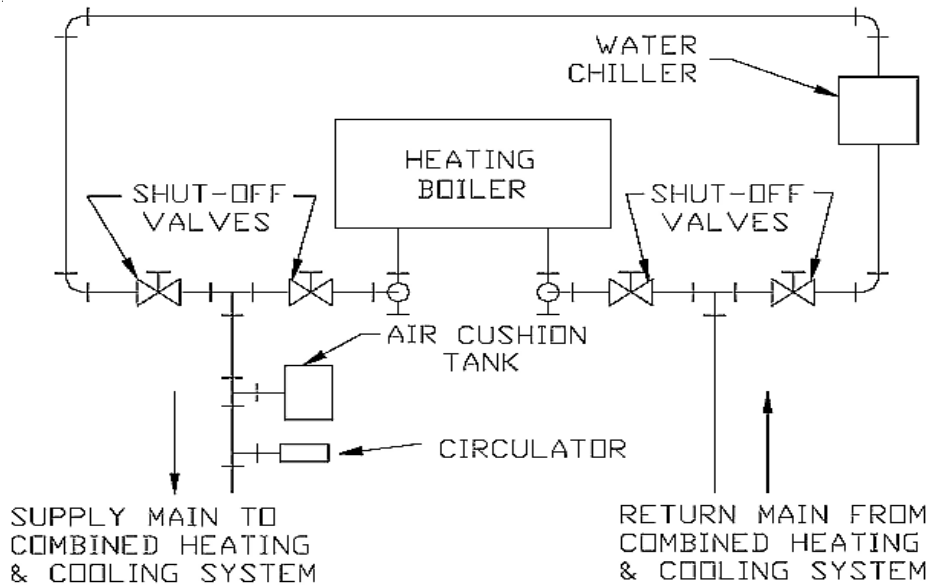 WATER
CHILLER
HEATING
BOILER
SHUT-OFF
VALVES
SHUT-OFF
VALVES
AIR CUSHION
TANK
CIRCULATOR
SUPPLY MAIN TO
COMBINED HEATING
& COOLING SYSTEM
RETURN MAIN FROM
COMBINED HEATING
& COOLING SYSTEM